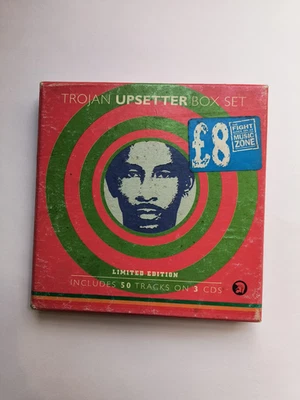 TROJAN UPSETTER BOX SET
£8
FIGHT
MUSIC
ZONE
LIMITED EDITION
INCLUDES 50 TRACKS ON 3 CDS